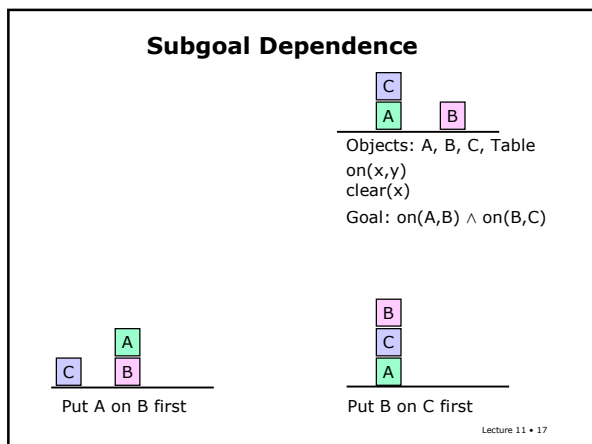 Subgoal Dependence
C
A B
Objects: A, B, C, Table
on(x,y)
clear(x)
Goal: on(A,B) ∧ on(B,C)
A
C B
Put A on B first
B
C
A
Put B on C first
Lecture 11 • 17